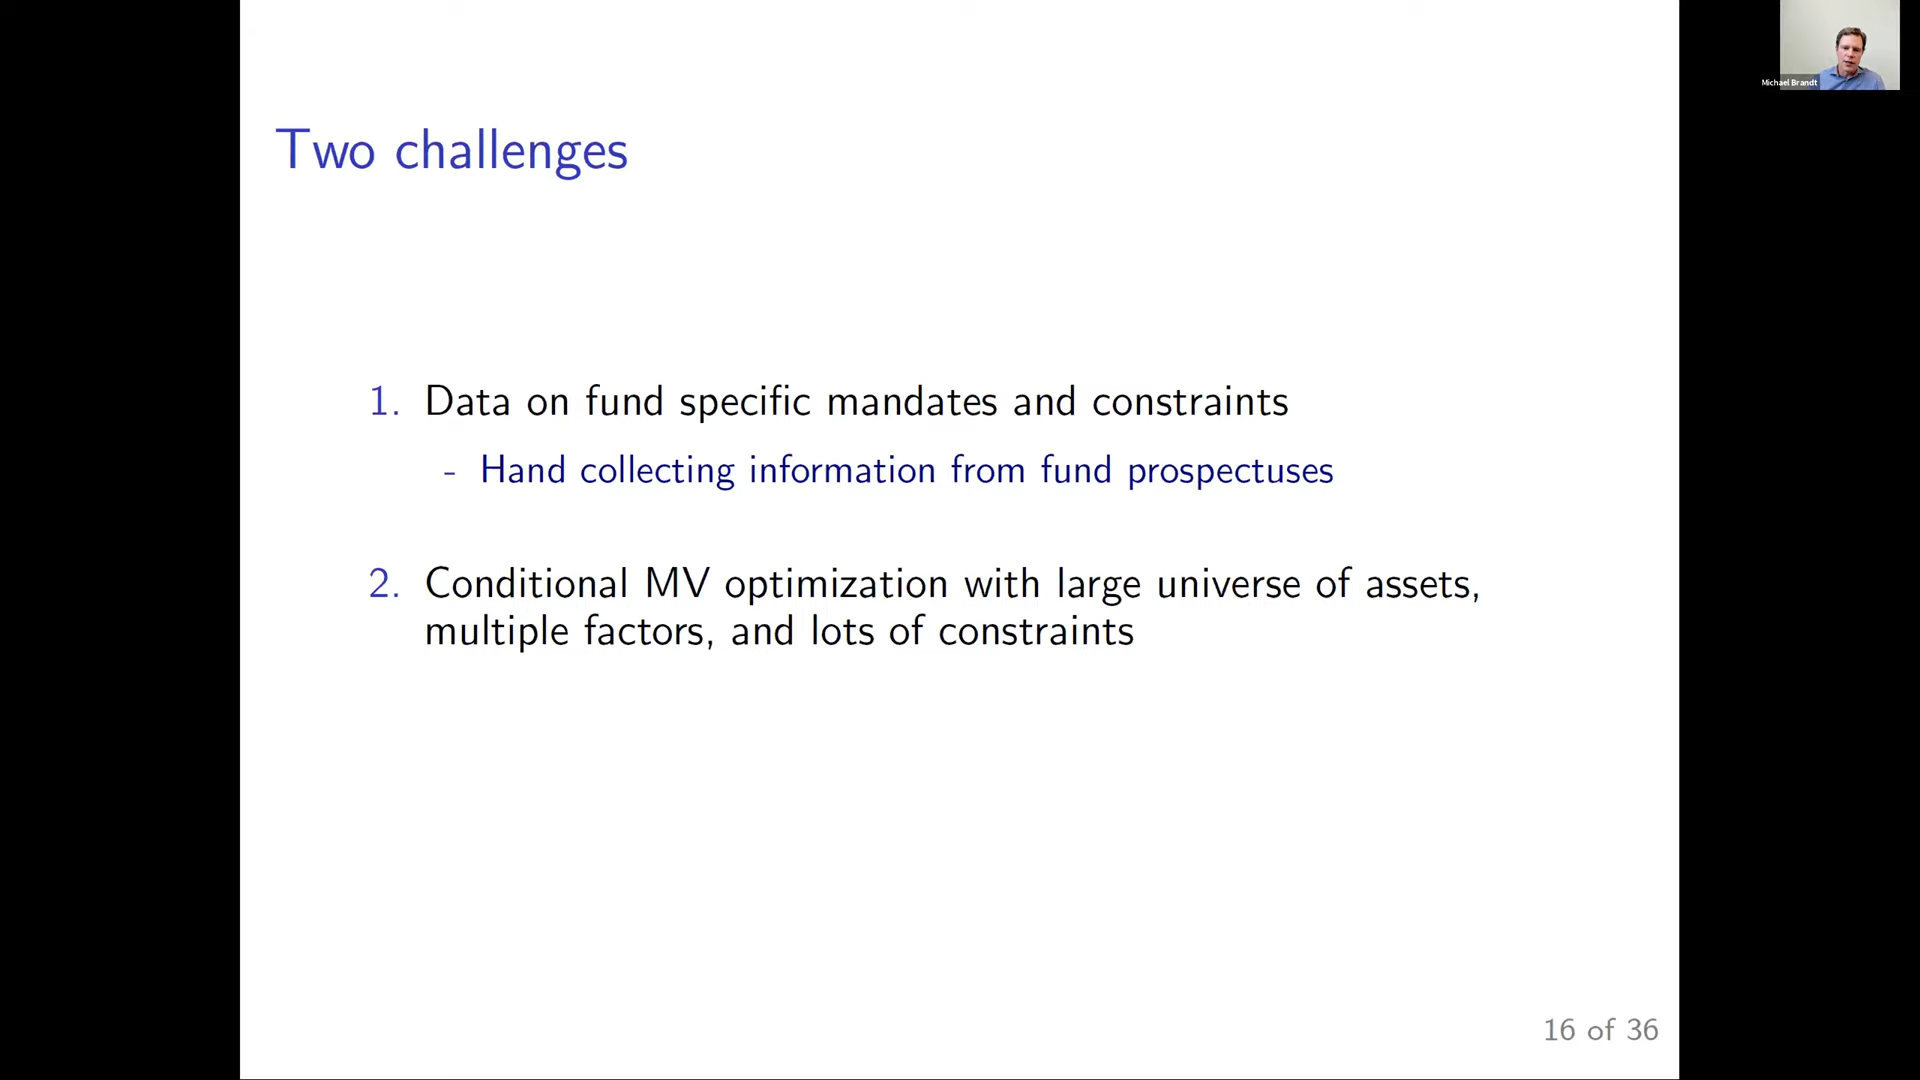 Michael Brandt
Two challenges
1. Data on fund specific mandates and constraints
- Hand collecting information from fund prospectuses
2. Conditional MV optimization with large universe of assets,
multiple factors, and lots of constraints
16 of 36